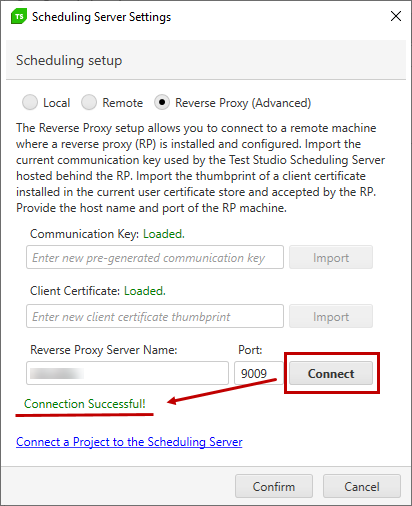 TS Scheduling Server Settings
Scheduling setup
Local Remote Reverse Proxy (Advanced)
The Reverse Proxy setup allows you to connect to a remote machine
where a reverse proxy (RP) is installed and configured. Import the
current communication key used by the Test Studio Scheduling Server
hosted behind the RP. Import the thumbprint of a client certificate
installed in the current user certificate store and accepted by the RP.
Provide the host name and port of the RP machine.
Communication Key: Loaded.
Enter new pre-generated communication key Import
Client Certificate: Loaded.
Enter new client certificate thumbprint Import
Reverse Proxy Server Name: Port:
9009 Connect
Connection Successful!
Connect a Project to the Scheduling Server
Confirm Cancel